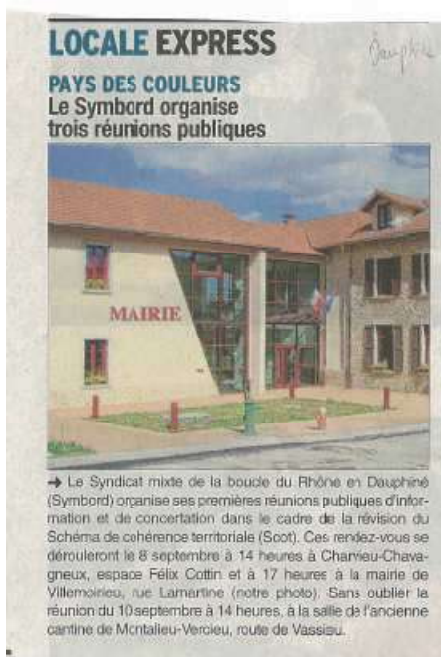 LOCALE EXPRESS
Dauphiné
PAYS DES COULEURS
Le Symbord organise
trois réunions publiques
MAIRIE
→ Le Syndicat mixte de la boucle du Rhône en Dauphiné
(Symbord) organise ses premières réunions publiques d'infor-
mation et de concertation dans le cadre de la révision du
Schéma de cohérence territoriale (Scot). Ces rendez-vous se
dérouleront le 8 septembre à 14 heures à Charvieu-Chava-
gneux, espace Félix Cottin et à 17 heures à la mairie de
Villemoirieu, rue Lamartine (notre photo). Sans oublier la
réunion du 10 septembre à 14 heures, à la salle de l'ancienne
cantine de Montalieu-Vercieu, route de Vassieu.